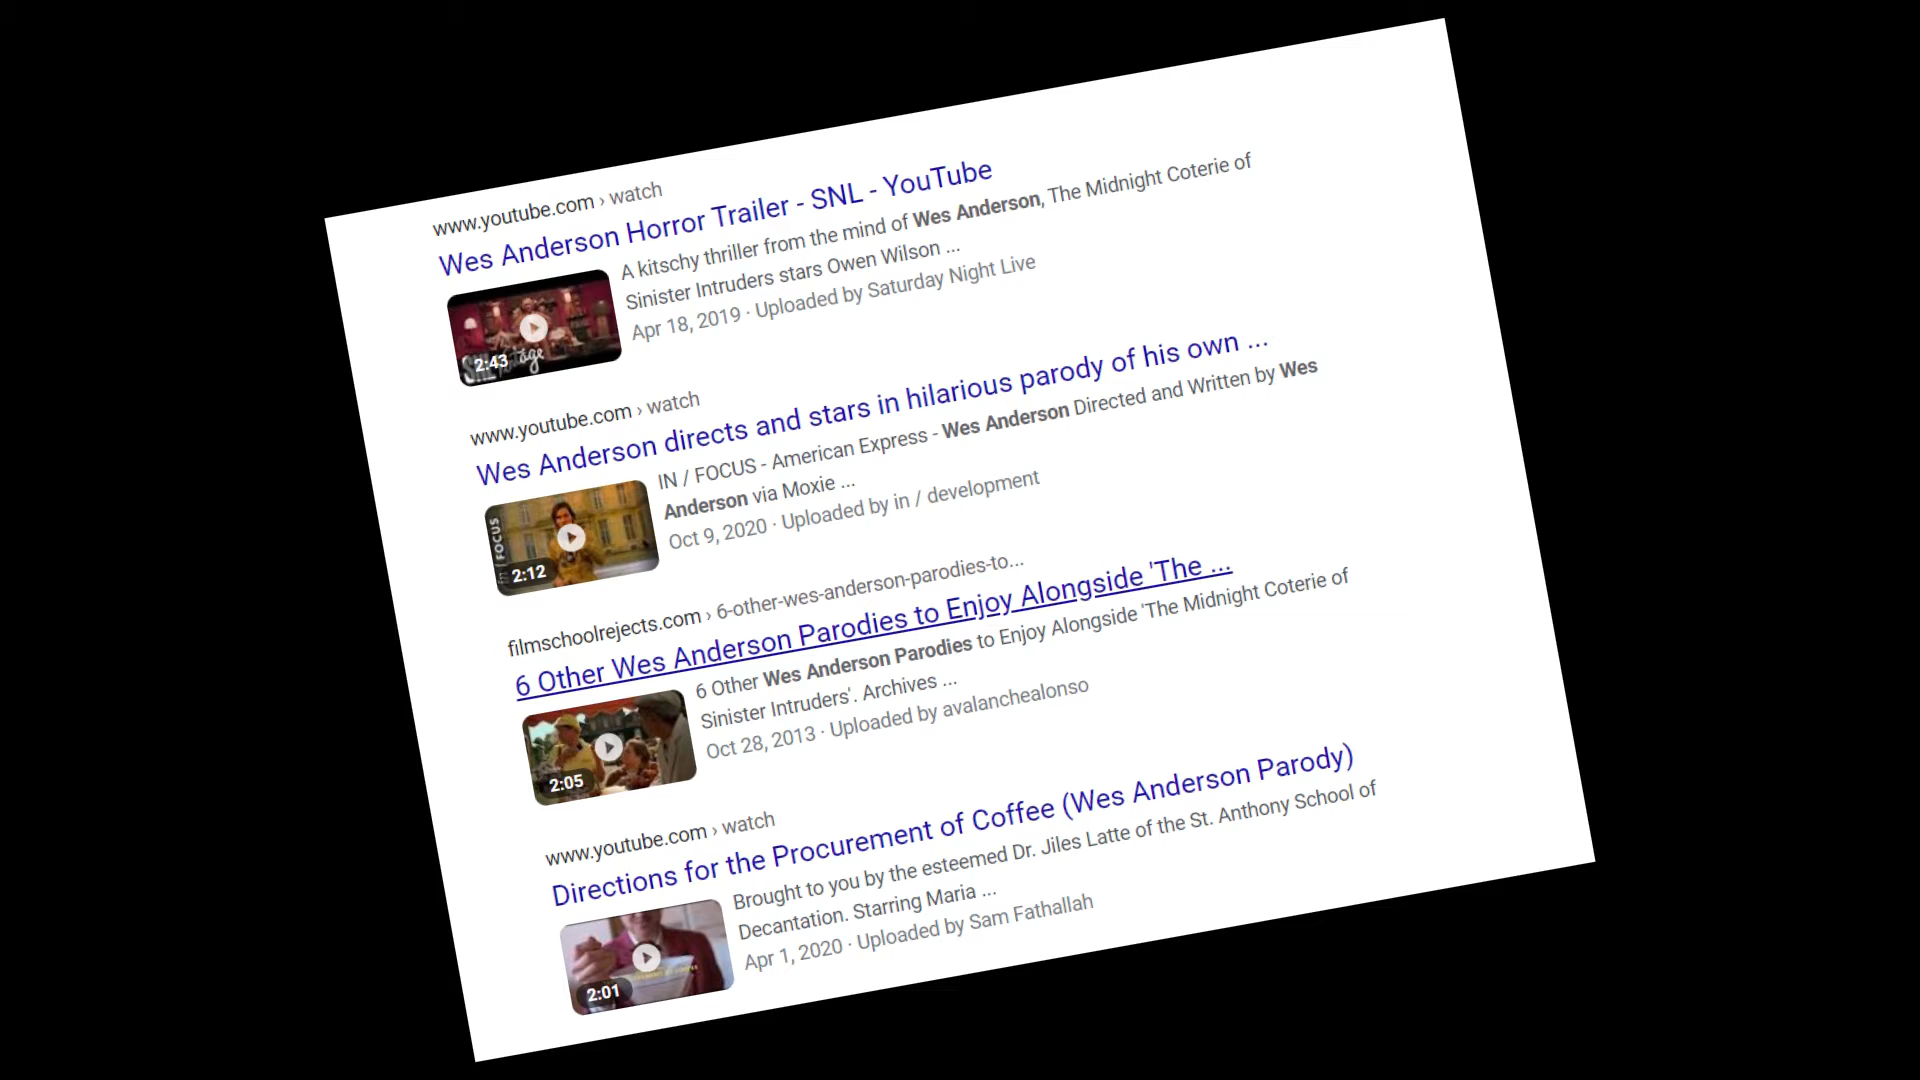 www.youtube.com › watch
Wes Anderson Horror Trailer - SNL - YouTube
A kitschy thriller from the mind of Wes Anderson, The Midnight Coterie of
Sinister Intruders stars Owen Wilson ...
Apr 18, 2019 · Uploaded by Saturday Night Live
2:43
www.youtube.com › watch
Wes Anderson directs and stars in hilarious parody of his own ...
IN / FOCUS - American Express - Wes Anderson Directed and Written by Wes
Anderson via Moxie ...
Oct 9, 2020 · Uploaded by in / development
in / FOCUS
2:12
filmschoolrejects.com › 6-other-wes-anderson-parodies-to...
6 Other Wes Anderson Parodies to Enjoy Alongside 'The ...
6 Other Wes Anderson Parodies to Enjoy Alongside 'The Midnight Coterie of
Sinister Intruders'. Archives ...
Oct 28, 2013 · Uploaded by avalanchealonso
2:05
www.youtube.com › watch
Directions for the Procurement of Coffee (Wes Anderson Parody)
Brought to you by the esteemed Dr. Jiles Latte of the St. Anthony School of
Decantation. Starring Maria ...
Apr 1, 2020 · Uploaded by Sam Fathallah
2:01